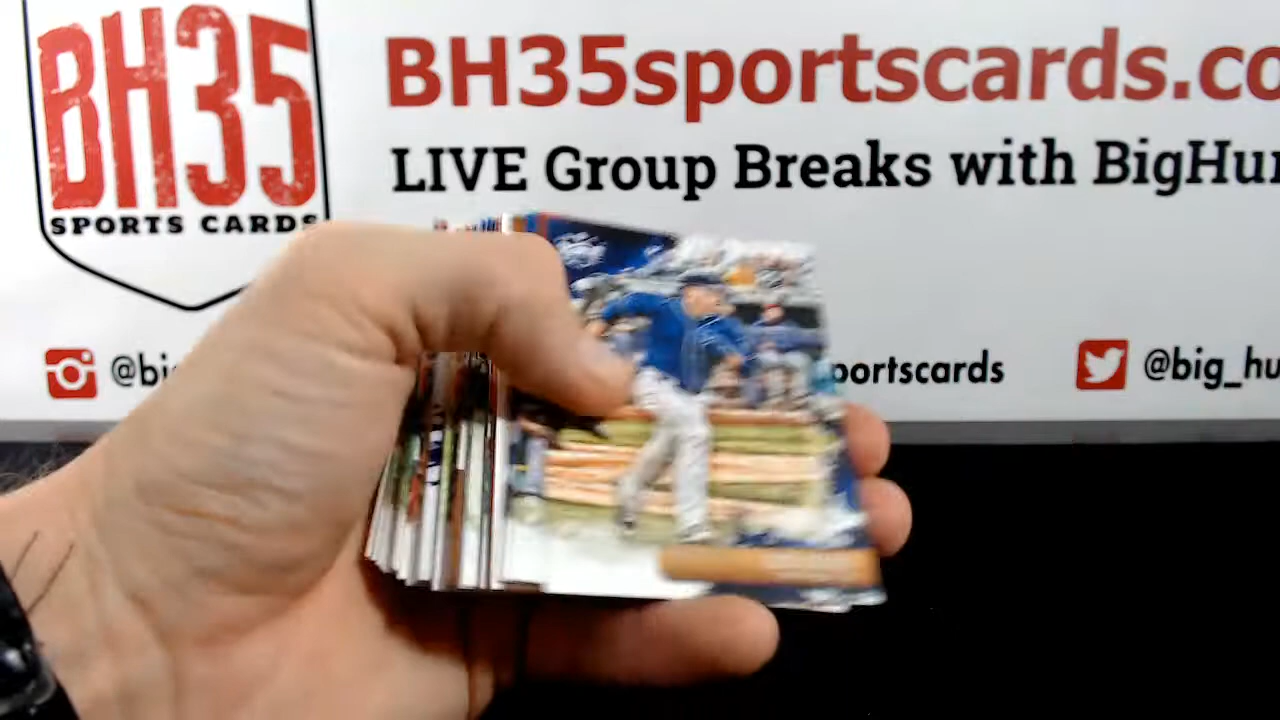 BH35
SPORTS CARDS
BH35sportscards.co
LIVE Group Breaks with BigHu
@bi
portscards
@big_hu